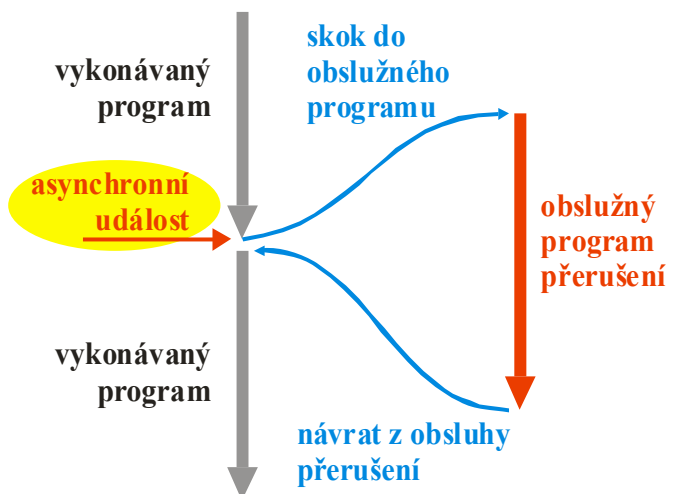 vykonávaný
program
skok do
obslužného
programu
asynchronní
událost
obslužný
program
přerušení
vykonávaný
program
návrat z obsluhy
přerušení